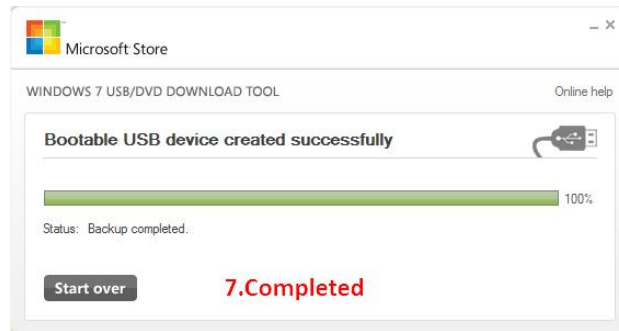 Microsoft Store
WINDOWS 7 USB/DVD DOWNLOAD TOOL Online help
Bootable USB device created successfully
100%
Status: Backup completed.
Start over 7.Completed